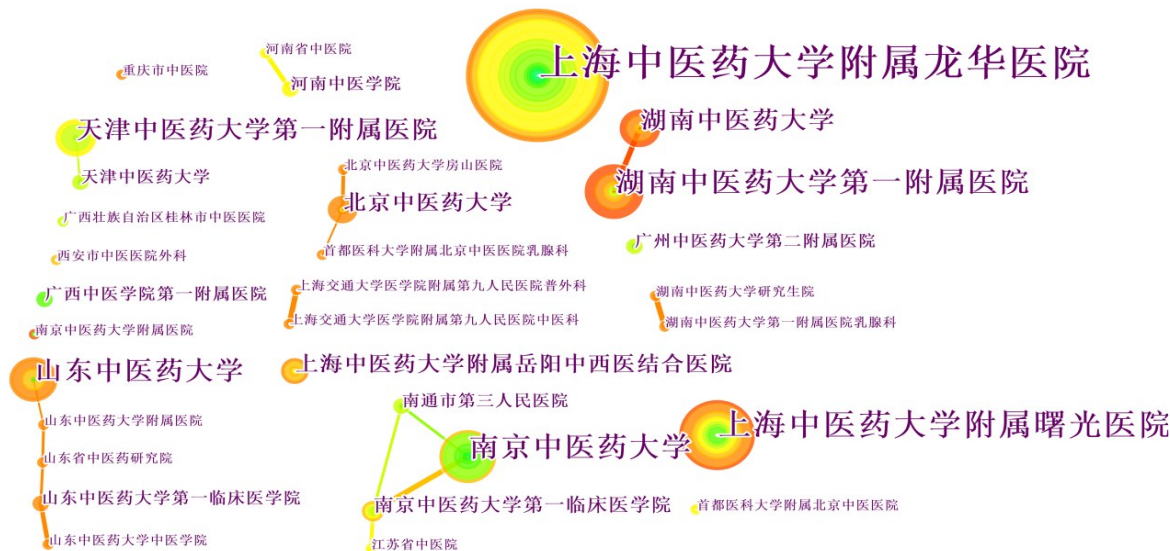 河南省中医院
上海中医药大学附属龙华医院
重庆市中医院
河南中医学院
天津中医药大学第一附属医院
湖南中医药大学
北京中医药大学房山医院
天津中医药大学
湖南中医药大学第一附属医院
北京中医药大学
广西壮族自治区桂林市中医医院
广州中医药大学第二附属医院
首都医科大学附属北京中医医院乳腺科
西安市中医医院外科
广西中医学院第一附属医院
上海交通大学医学院附属第九人民医院普外科
湖南中医药大学研究生院
上海交通大学医学院附属第九人民医院中医科
湖南中医药大学第一附属医院乳腺科
南京中医药大学附属医院
山东中医药大学
上海中医药大学附属岳阳中西医结合医院
南通市第三人民医院
山东中医药大学附属医院
上海中医药大学附属曙光医院
南京中医药大学
山东省中医药研究院
山东中医药大学第一临床医学院
南京中医药大学第一临床医学院
首都医科大学附属北京中医医院
山东中医药大学中医学院
江苏省中医院